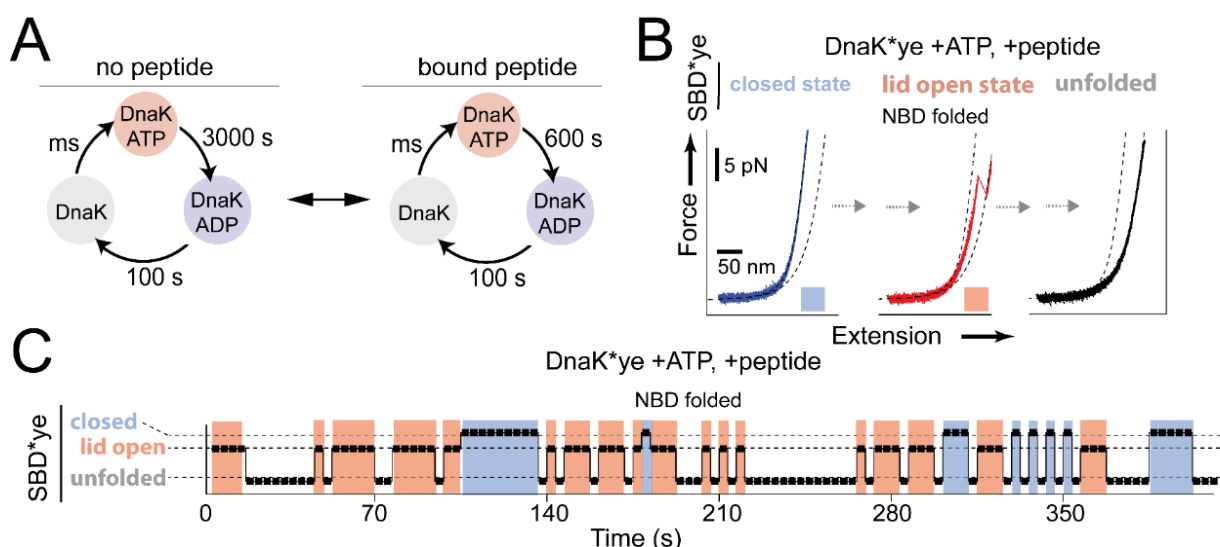 A
no peptide
bound peptide
DnaK
ATP
ms
3000 s
DnaK
DnaK
ADP
100 s
DnaK
ATP
ms
600 s
DnaK
DnaK
ADP
100 s
B
DnaK*ye +ATP, +peptide
SBD*ye
closed state
lid open state
unfolded
NBD folded
5 pN
Force
50 nm
Extension
C
DnaK*ye +ATP, +peptide
NBD folded
SBD*ye
closed
lid open
unfolded
0 70 140 210 280 350
Time (s)